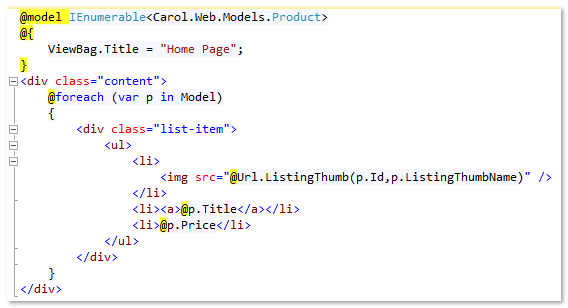 @model IEnumerable<Carol.Web.Models.Product>
@{
    ViewBag.Title = "Home Page";
}
<div class="content">
    @foreach (var p in Model)
    {
        <div class="list-item">
            <ul>
                <li>
                    <img src="@Url.ListingThumb(p.Id,p.ListingThumbName)" />
                </li>
                <li><a>@p.Title</a></li>
                <li>@p.Price</li>
            </ul>
        </div>
    }
</div>